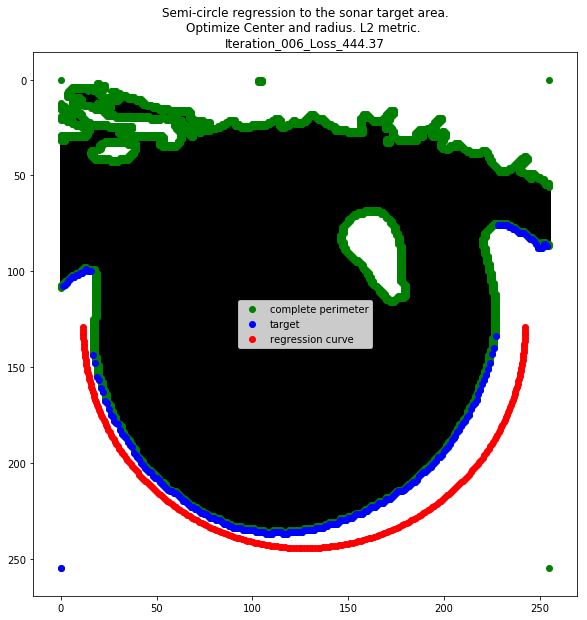 Semi-circle regression to the sonar target area.
Optimize Center and radius. L2 metric.
Iteration_006_Loss_444.37
0
50
100
150
200
250
complete perimeter
target
regression curve
0
50
100
150
200
250